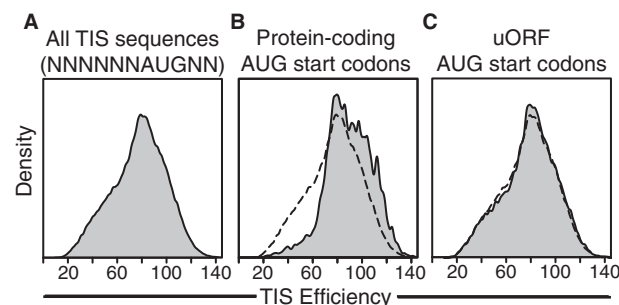 A
All TIS sequences
(NNNNNNAUGNN)
B
Protein-coding
AUG start codons
C
uORF
AUG start codons
Density
20 60 100 140
20 60 100 140
20 60 100 140
TIS Efficiency